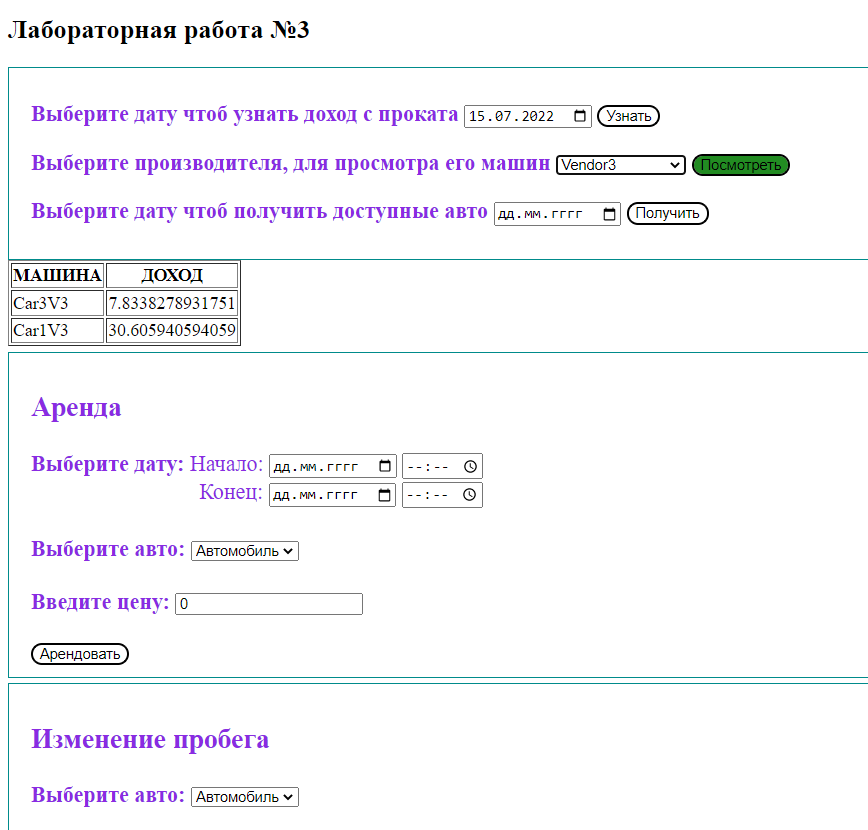 Лабораторная работа №3
Выберите дату чтоб узнать доход с проката 15.07.2022 Узнать
Выберите производителя, для просмотра его машин Vendor3 Посмотреть
Выберите дату чтоб получить доступные авто дд.мм.гггг Получить
МАШИНА ДОХОД
Car3V3 7.8338278931751
Car1V3 30.605940594059
Аренда
Выберите дату: Начало: дд.мм.гггг --:--
Конец: дд.мм.гггг --:--
Выберите авто: Автомобиль
Введите цену: 0
Арендовать
Изменение пробега
Выберите авто: Автомобиль